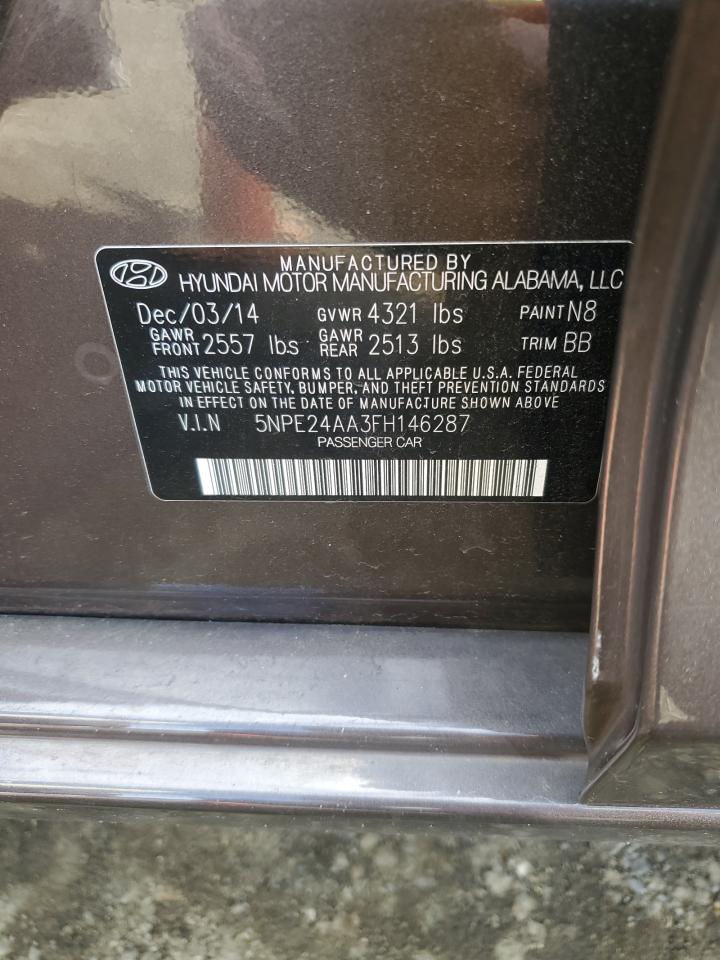 MANUFACTURED BY
HYUNDAI MOTOR MANUFACTURING ALABAMA, LLC
Dec/03/14 GVWR 4321 lbs PAINT N8
GAWR FRONT 2557 lbs GAWR REAR 2513 lbs TRIM BB
THIS VEHICLE CONFORMS TO ALL APPLICABLE U.S.A. FEDERAL
MOTOR VEHICLE SAFETY, BUMPER, AND THEFT PREVENTION STANDARDS
IN EFFECT ON THE DATE OF MANUFACTURE SHOWN ABOVE
V.I.N 5NPE24AA3FH146287
PASSENGER CAR